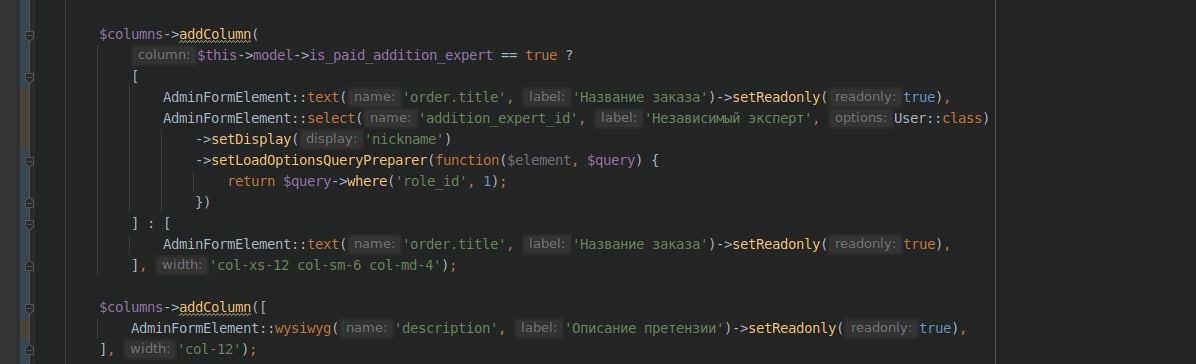 $columns->addColumn(
column: $this->model->is_paid_addition_expert == true ?
[
AdminFormElement::text( name: 'order.title', label: 'Название заказа')->setReadonly( readonly: true),
AdminFormElement::select( name: 'addition_expert_id', label: 'Независимый эксперт', options: User::class)
->setDisplay( display: 'nickname')
->setLoadOptionsQueryPreparer(function($element, $query) {
return $query->where('role_id', 1);
})
] : [
AdminFormElement::text( name: 'order.title', label: 'Название заказа')->setReadonly( readonly: true),
], width: 'col-xs-12 col-sm-6 col-md-4');
$columns->addColumn([
AdminFormElement::wysiwyg( name: 'description', label: 'Описание претензии')->setReadonly( readonly: true),
], width: 'col-12');